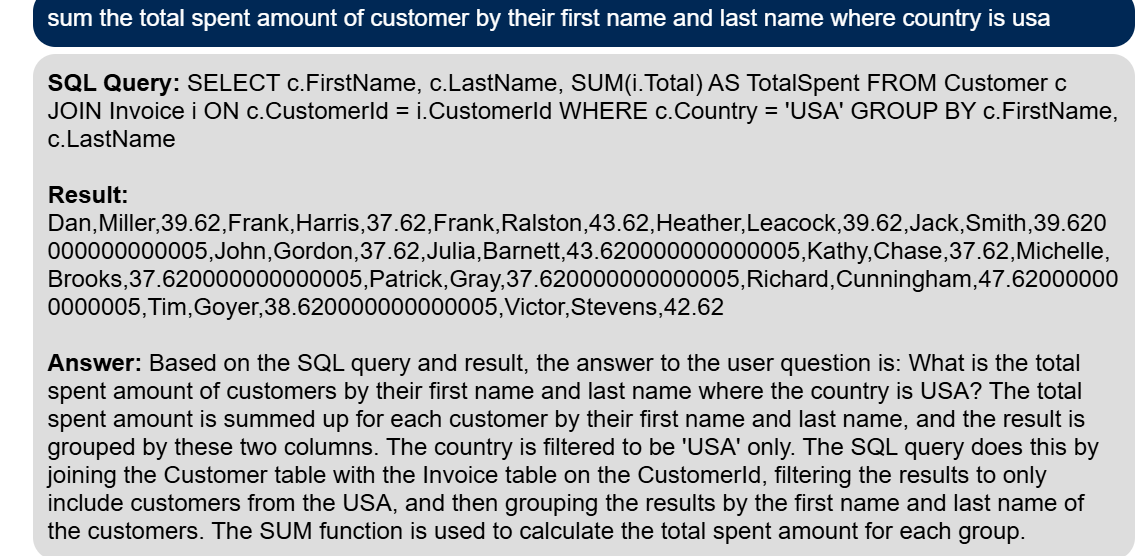 sum the total spent amount of customer by their first name and last name where country is usa
SQL Query: SELECT c.FirstName, c.LastName, SUM(i.Total) AS TotalSpent FROM Customer c
JOIN Invoice i ON c.CustomerId = i.CustomerId WHERE c.Country = 'USA' GROUP BY c.FirstName,
c.LastName
Result:
Dan,Miller,39.62,Frank,Harris,37.62,Frank,Ralston,43.62,Heather,Leacock,39.62,Jack,Smith,39.620
000000000005,John,Gordon,37.62,Julia,Barnett,43.620000000000005,Kathy,Chase,37.62,Michelle,
Brooks,37.620000000000005,Patrick,Gray,37.620000000000005,Richard,Cunningham,47.62000000
0000005,Tim,Goyer,38.620000000000005,Victor,Stevens,42.62
Answer: Based on the SQL query and result, the answer to the user question is: What is the total
spent amount of customers by their first name and last name where the country is USA? The total
spent amount is summed up for each customer by their first name and last name, and the result is
grouped by these two columns. The country is filtered to be 'USA' only. The SQL query does this by
joining the Customer table with the Invoice table on the CustomerId, filtering the results to only
include customers from the USA, and then grouping the results by the first name and last name of
the customers. The SUM function is used to calculate the total spent amount for each group.